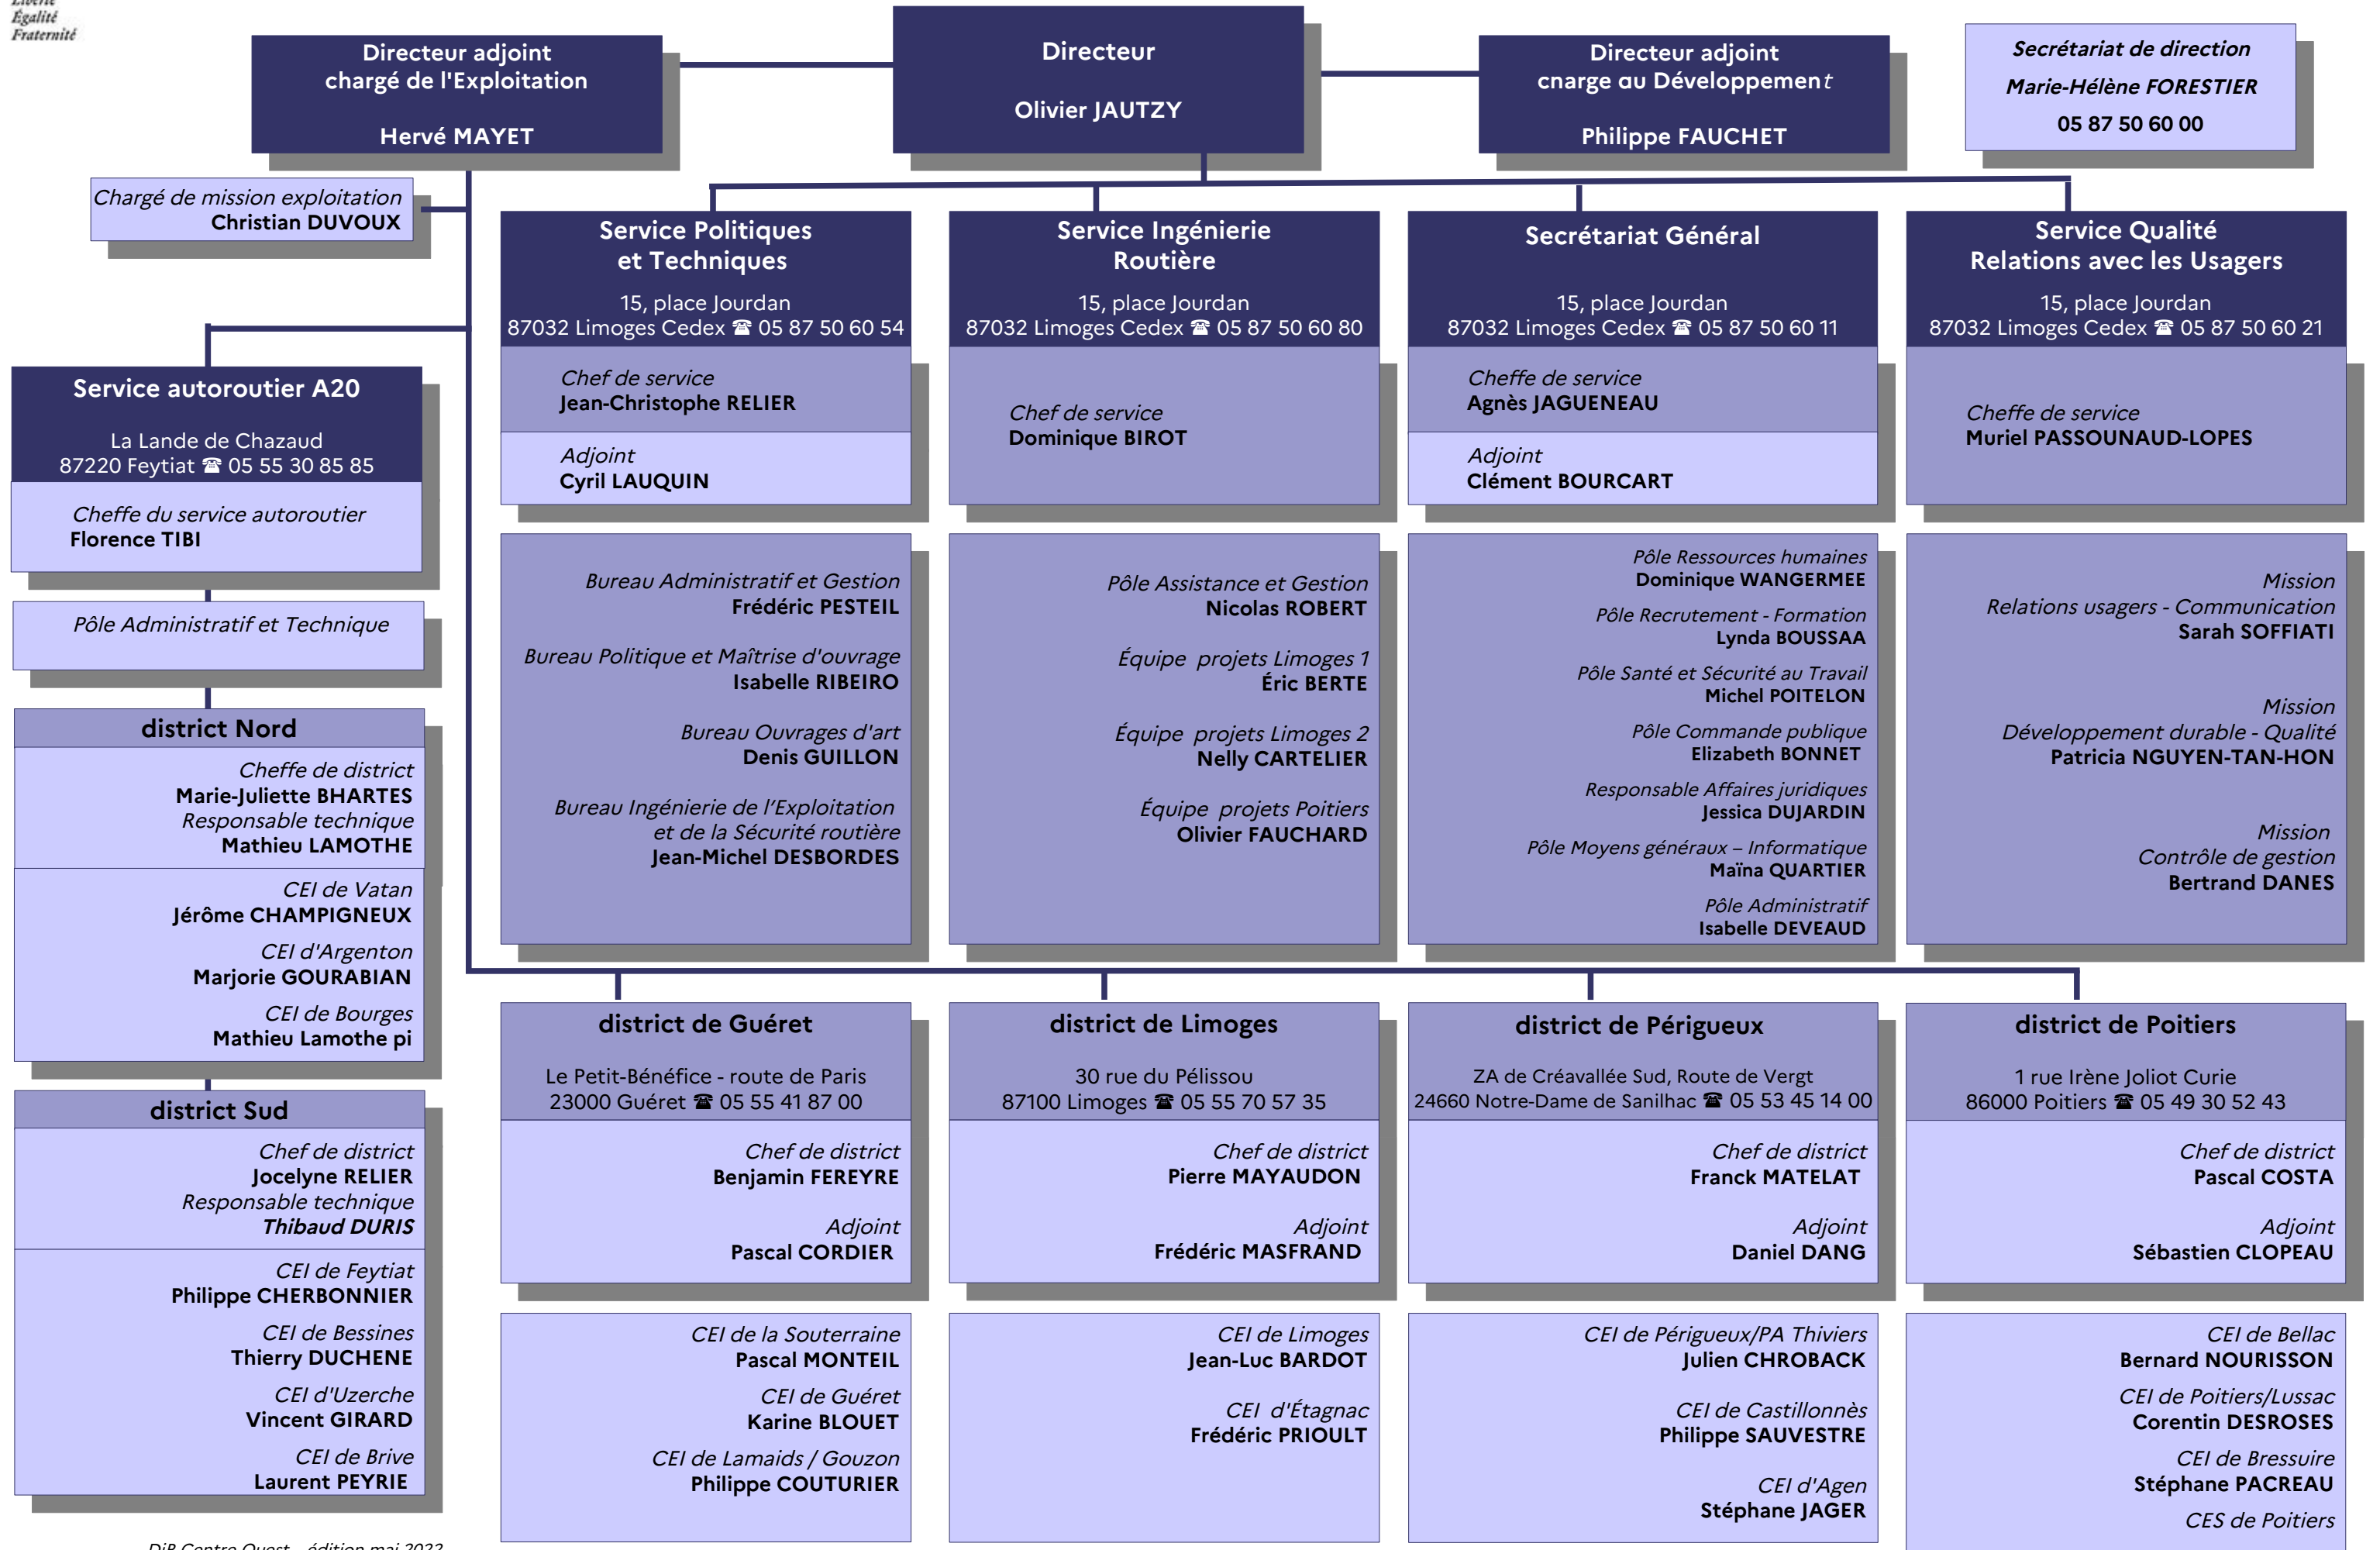 Liberté
Égalité
Fraternité
Directeur adjoint
chargé de l'Exploitation
Hervé MAYET
Directeur
Olivier JAUTZY
Directeur adjoint
cnarge au Développement
Philippe FAUCHET
Secrétariat de direction
Marie-Hélène FORESTIER
05 87 50 60 00
Chargé de mission exploitation
Christian DUVOUX
Service Politiques
et Techniques
15, place Jourdan
87032 Limoges Cedex ☎ 05 87 50 60 54
Chef de service
Jean-Christophe RELIER
Adjoint
Cyril LAUQUIN
Service Ingénierie
Routière
15, place Jourdan
87032 Limoges Cedex ☎ 05 87 50 60 80
Chef de service
Dominique BIROT
Secrétariat Général
15, place Jourdan
87032 Limoges Cedex ☎ 05 87 50 60 11
Cheffe de service
Agnès JAGUENEAU
Adjoint
Clément BOURCART
Service Qualité
Relations avec les Usagers
15, place Jourdan
87032 Limoges Cedex ☎ 05 87 50 60 21
Cheffe de service
Muriel PASSOUNAUD-LOPES
Service autoroutier A20
La Lande de Chazaud
87220 Feytiat ☎ 05 55 30 85 85
Cheffe du service autoroutier
Florence TIBI
Pôle Administratif et Technique
district Nord
Cheffe de district
Marie-Juliette BHARTES
Responsable technique
Mathieu LAMOTHE
CEI de Vatan
Jérôme CHAMPIGNEUX
CEI d'Argenton
Marjorie GOURABIAN
CEI de Bourges
Mathieu Lamothe pi
district Sud
Chef de district
Jocelyne RELIER
Responsable technique
Thibaud DURIS
CEI de Feytiat
Philippe CHERBONNIER
CEI de Bessines
Thierry DUCHENE
CEI d'Uzerche
Vincent GIRARD
CEI de Brive
Laurent PEYRIE
Bureau Administratif et Gestion
Frédéric PESTEIL
Bureau Politique et Maîtrise d'ouvrage
Isabelle RIBEIRO
Bureau Ouvrages d'art
Denis GUILLON
Bureau Ingénierie de l’Exploitation
et de la Sécurité routière
Jean-Michel DESBORDES
Pôle Assistance et Gestion
Nicolas ROBERT
Équipe projets Limoges 1
Éric BERTE
Équipe projets Limoges 2
Nelly CARTELIER
Équipe projets Poitiers
Olivier FAUCHARD
Pôle Ressources humaines
Dominique WANGERMEE
Pôle Recrutement - Formation
Lynda BOUSSAA
Pôle Santé et Sécurité au Travail
Michel POITELON
Pôle Commande publique
Elizabeth BONNET
Responsable Affaires juridiques
Jessica DUJARDIN
Pôle Moyens généraux – Informatique
Maïna QUARTIER
Pôle Administratif
Isabelle DEVEAUD
Mission
Relations usagers - Communication
Sarah SOFFIATI
Mission
Développement durable - Qualité
Patricia NGUYEN-TAN-HON
Mission
Contrôle de gestion
Bertrand DANES
district de Guéret
Le Petit-Bénéfice - route de Paris
23000 Guéret ☎ 05 55 41 87 00
Chef de district
Benjamin FEREYRE
Adjoint
Pascal CORDIER
CEI de la Souterraine
Pascal MONTEIL
CEI de Guéret
Karine BLOUET
CEI de Lamaids / Gouzon
Philippe COUTURIER
district de Limoges
30 rue du Pélissou
87100 Limoges ☎ 05 55 70 57 35
Chef de district
Pierre MAYAUDON
Adjoint
Frédéric MASFRAND
CEI de Limoges
Jean-Luc BARDOT
CEI d'Étagnac
Frédéric PRIOULT
district de Périgueux
ZA de Créavallée Sud, Route de Vergt
24660 Notre-Dame de Sanilhac ☎ 05 53 45 14 00
Chef de district
Franck MATELAT
Adjoint
Daniel DANG
CEI de Périgueux/PA Thiviers
Julien CHROBACK
CEI de Castillonnès
Philippe SAUVESTRE
CEI d'Agen
Stéphane JAGER
district de Poitiers
1 rue Irène Joliot Curie
86000 Poitiers ☎ 05 49 30 52 43
Chef de district
Pascal COSTA
Adjoint
Sébastien CLOPEAU
CEI de Bellac
Bernard NOURISSON
CEI de Poitiers/Lussac
Corentin DESROSES
CEI de Bressuire
Stéphane PACREAU
CES de Poitiers
DiR Centre Ouest – édition mai 2022